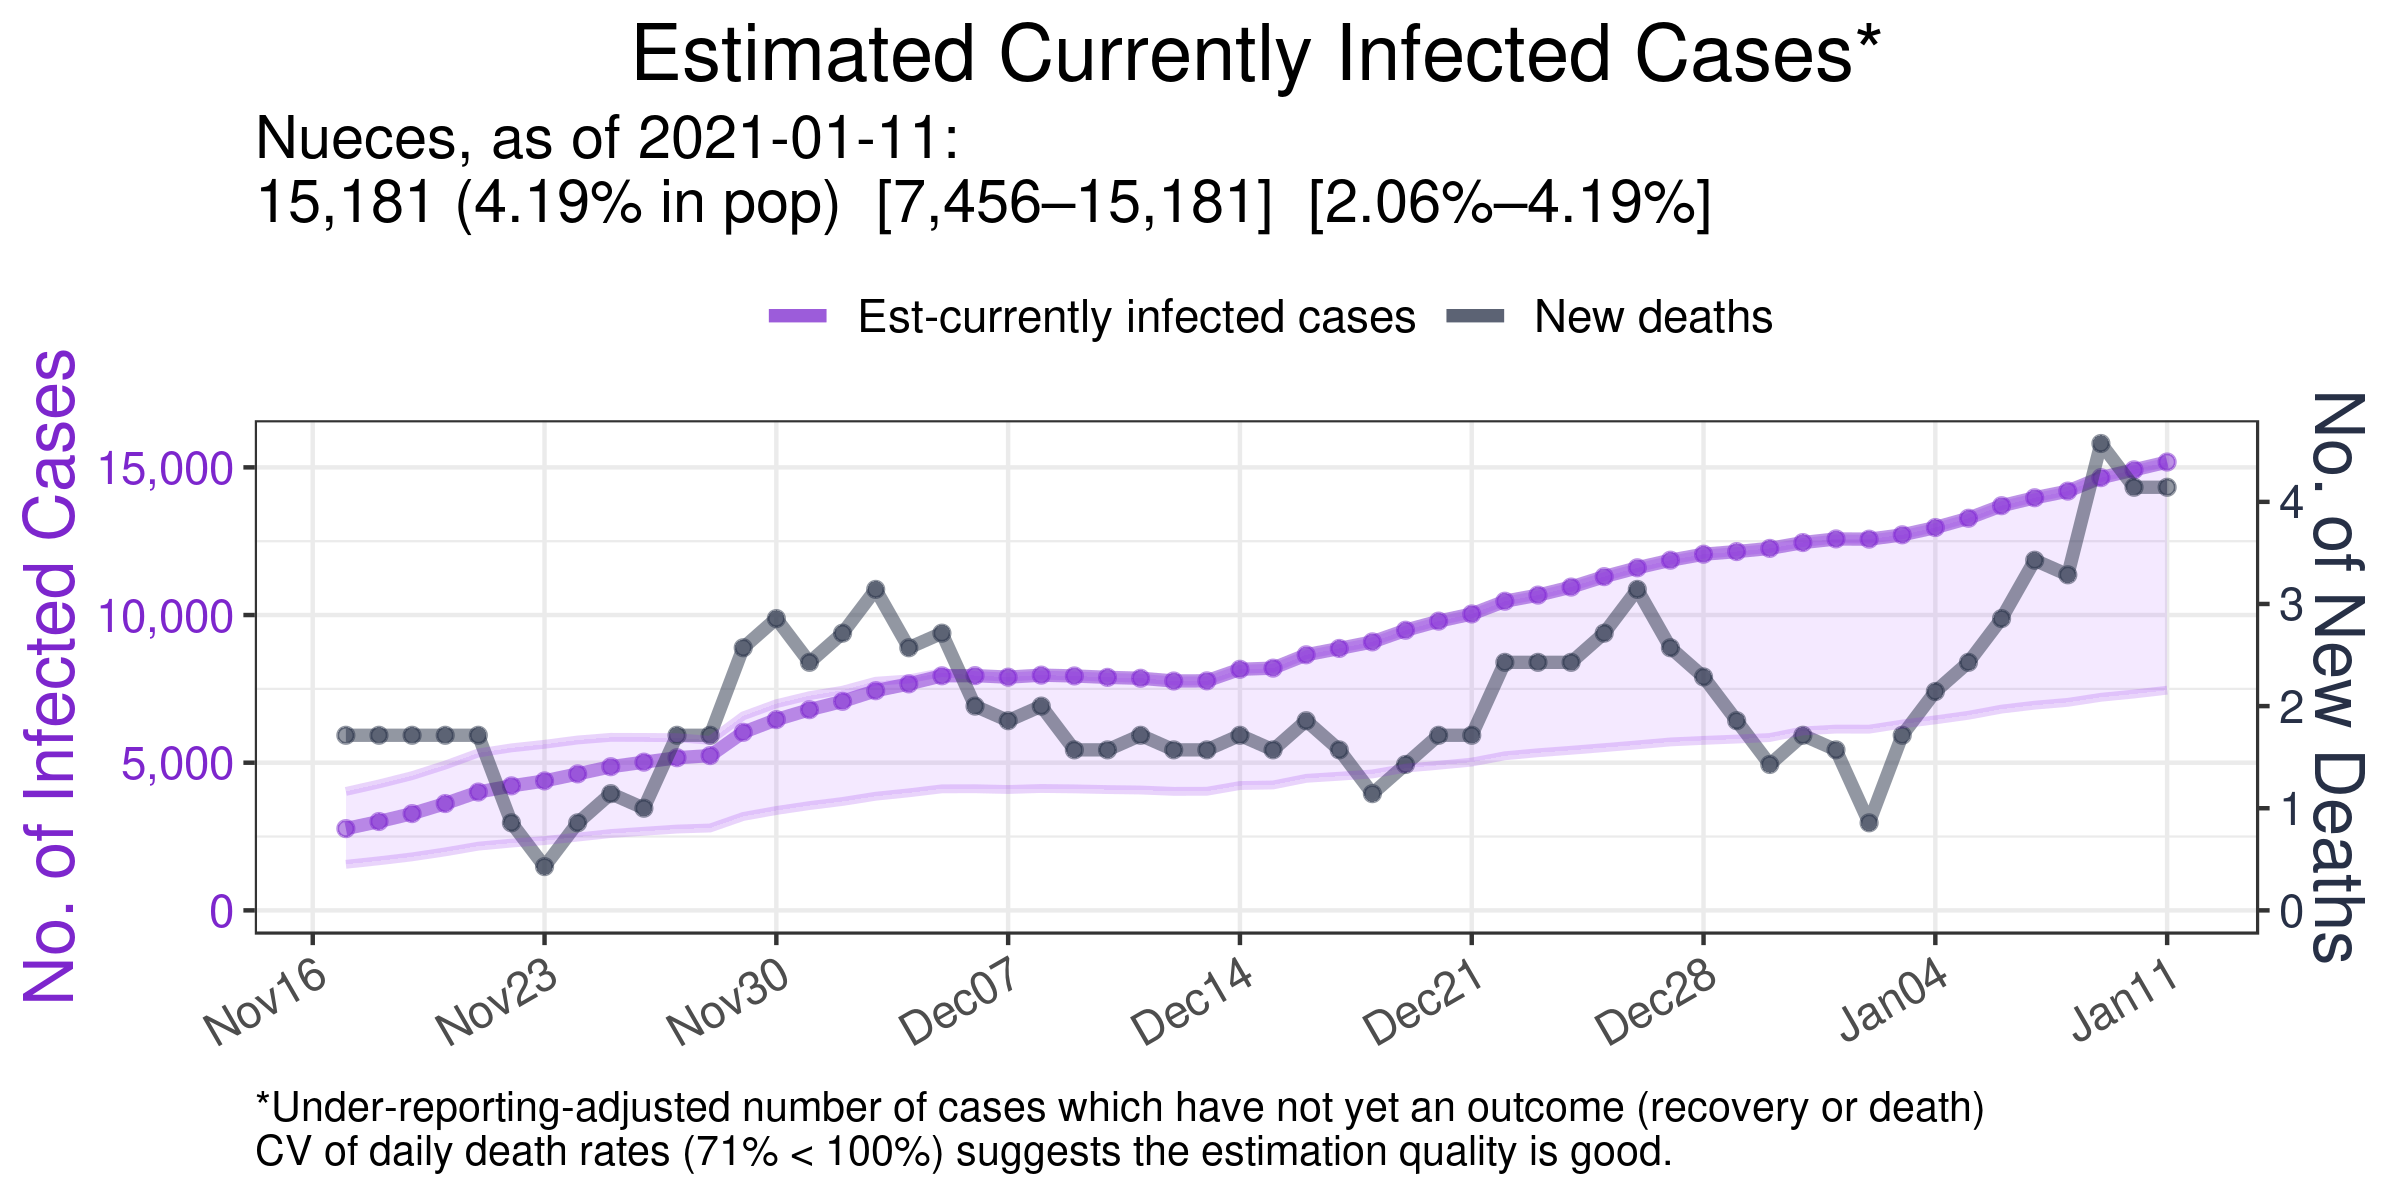 Estimated Currently Infected Cases*
Nueces, as of 2021-01-11:
15,181 (4.19% in pop) [7,456–15,181] [2.06%–4.19%]
Est-currently infected cases
New deaths
No. of Infected Cases
15,000
10,000
5,000
0
No. of New Deaths
4
3
2
1
0
Nov16
Nov23
Nov30
Dec07
Dec14
Dec21
Dec28
Jan04
Jan11
*Under-reporting-adjusted number of cases which have not yet an outcome (recovery or death)
CV of daily death rates (71% < 100%) suggests the estimation quality is good.